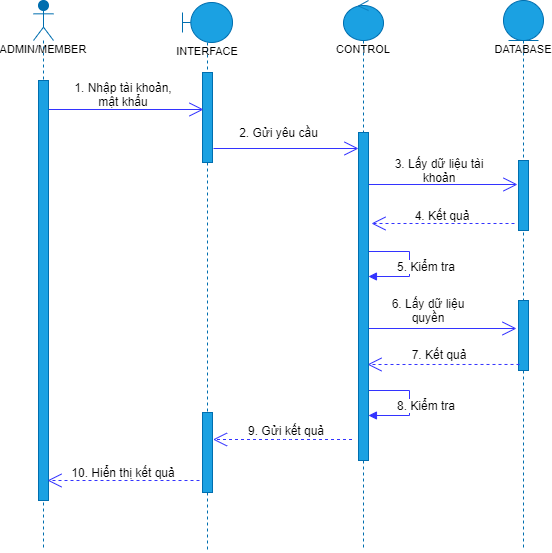 ADMIN/MEMBER
INTERFACE
CONTROL
DATABASE
1. Nhập tài khoản,
mật khẩu
2. Gửi yêu cầu
3. Lấy dữ liệu tài
khoản
4. Kết quả
5. Kiểm tra
6. Lấy dữ liệu
quyền
7. Kết quả
8. Kiểm tra
9. Gửi kết quả
10. Hiển thị kết quả